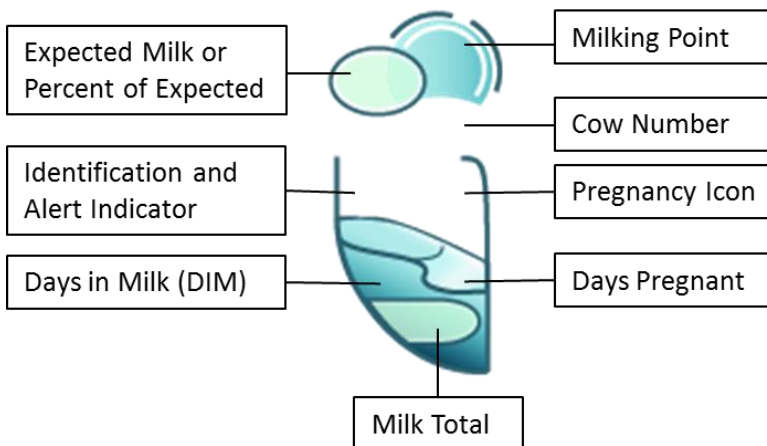 Expected Milk or
Percent of Expected
Milking Point
Cow Number
Identification and
Alert Indicator
Pregnancy Icon
Days in Milk (DIM)
Days Pregnant
Milk Total